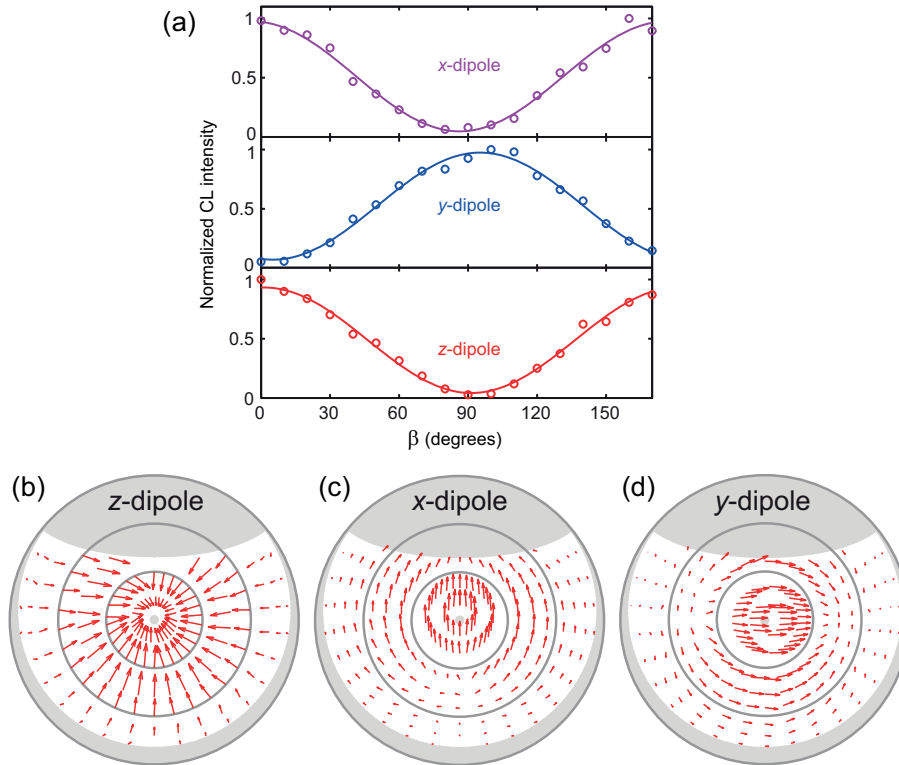 (a)
Normalized CL intensity
1
0.5
0
x-dipole
1
0.5
0
y-dipole
1
0.5
0
z-dipole
0 30 60 90 120 150
β (degrees)
(b) z-dipole
(c) x-dipole
(d) y-dipole